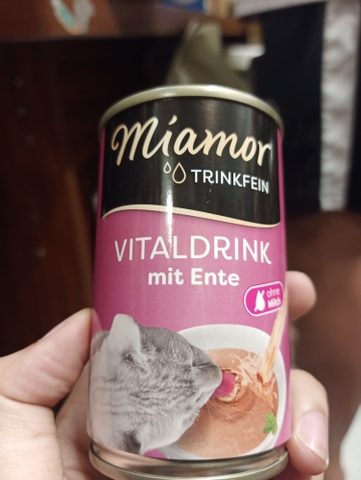 Miamor
TRINKFEIN
VITALDRINK
mit Ente
ohne
Milch